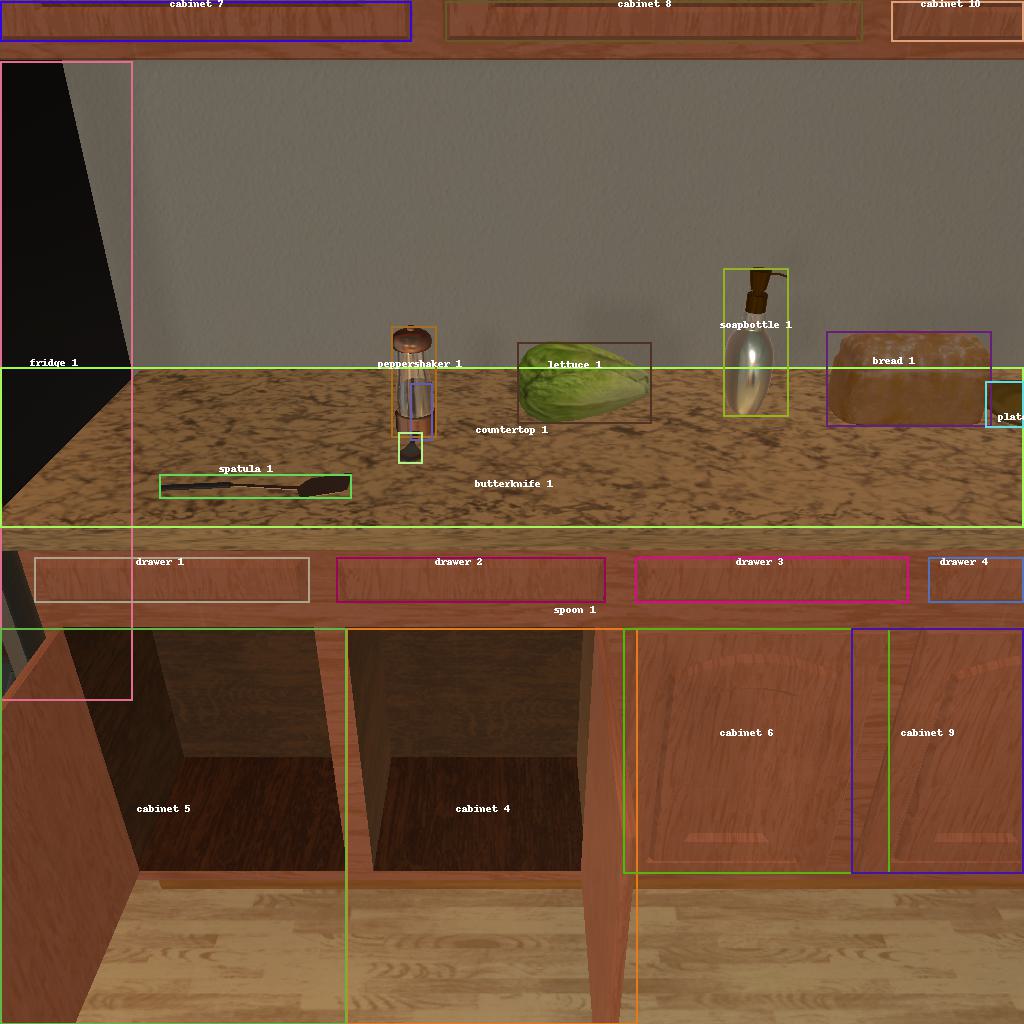 cabinet 7
cabinet 8
cabinet 10
soapbottle 1
bread 1
fridge 1
peppershaker 1
lettuce 1
plate
countertop 1
spatula 1
butterknife 1
drawer 1
drawer 2
drawer 3
drawer 4
spoon 1
cabinet 6
cabinet 9
cabinet 5
cabinet 4